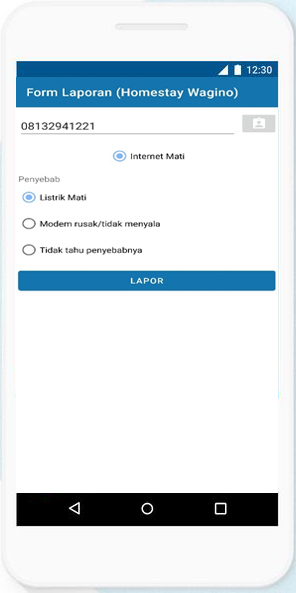 12:30
Form Laporan (Homestay Wagino)
08132941221
Internet Mati
Penyebab
Listrik Mati
Modem rusak/tidak menyala
Tidak tahu penyebabnya
LAPOR